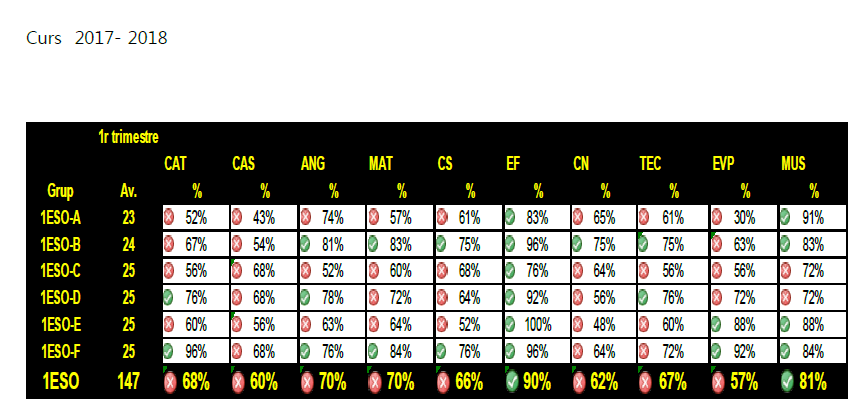 Curs 2017- 2018
1r trimestre
CAT CAS ANG MAT CS EF CN TEC EVP MUS
Grup Av. % % % % % % % % % %
1ESO-A 23 52% 43% 74% 57% 61% 83% 65% 61% 30% 91%
1ESO-B 24 67% 54% 81% 83% 75% 96% 75% 75% 63% 83%
1ESO-C 25 56% 68% 52% 60% 68% 76% 64% 56% 56% 72%
1ESO-D 25 76% 68% 78% 72% 64% 92% 56% 76% 72% 72%
1ESO-E 25 60% 56% 63% 64% 52% 100% 48% 60% 88% 88%
1ESO-F 25 96% 68% 76% 84% 76% 96% 64% 72% 92% 84%
1ESO 147 68% 60% 70% 70% 66% 90% 62% 67% 57% 81%